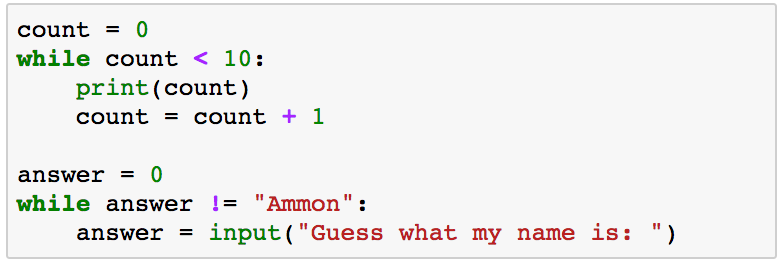 count = 0
while count < 10:
    print(count)
    count = count + 1

answer = 0
while answer != "Ammon":
    answer = input("Guess what my name is: ")